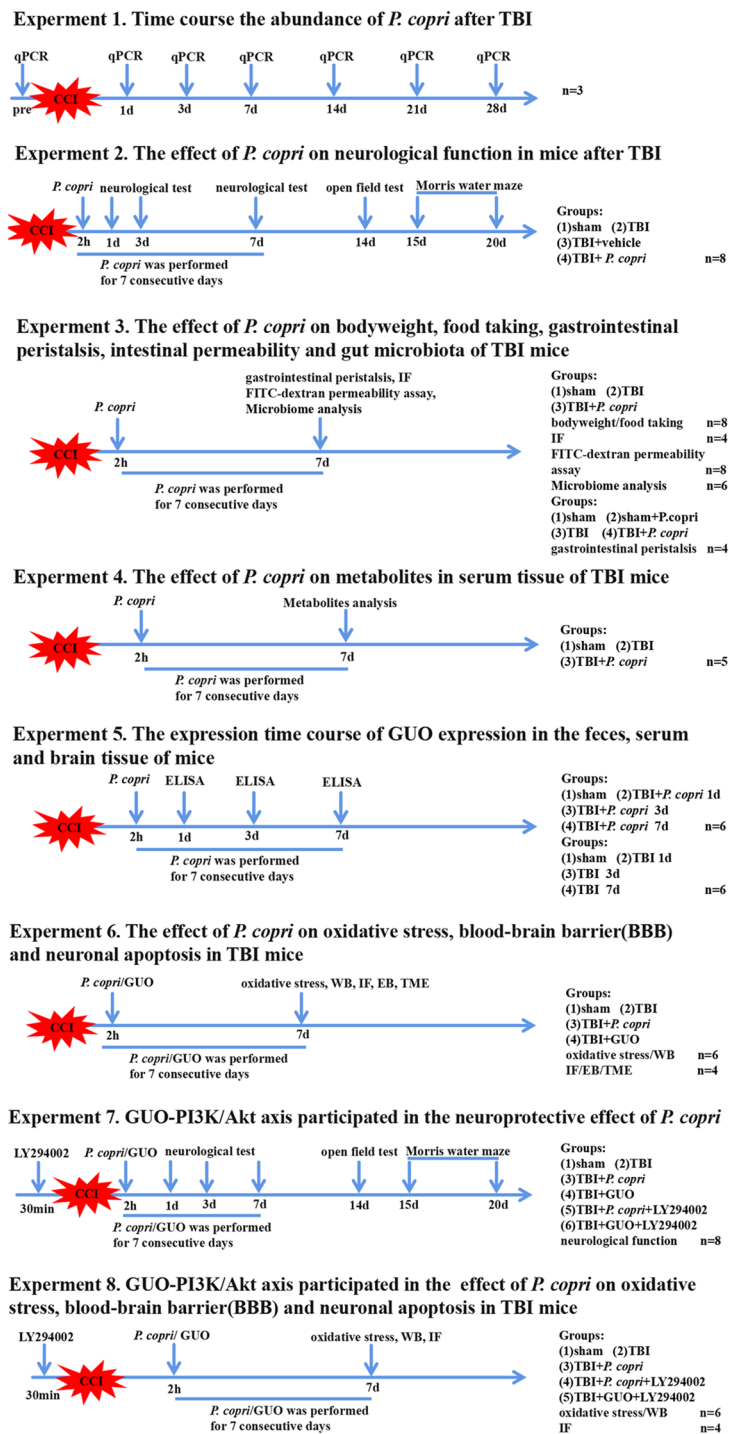 Experment 1. Time course the abundance of P. copri after TBI
qPCR qPCR qPCR qPCR qPCR qPCR qPCR
CCI
pre 1d 3d 7d 14d 21d 28d
n=3
Experment 2. The effect of P. copri on neurological function in mice after TBI
P. copri neurological test neurological test open field test Morris water maze
CCI
2h 1d 3d 7d 14d 15d 20d
P. copri was performed
for 7 consecutive days
Groups:
(1)sham (2)TBI
(3)TBI+vehicle
(4)TBI+ P. copri n=8
Experment 3. The effect of P. copri on bodyweight, food taking, gastrointestinal
peristalsis, intestinal permeability and gut microbiota of TBI mice
gastrointestinal peristalsis, IF
FITC-dextran permeability assay,
P. copri Microbiome analysis
CCI
2h 7d
P. copri was performed
for 7 consecutive days
Groups:
(1)sham (2)TBI
(3)TBI+P. copri
bodyweight/food taking n=8
IF n=4
FITC-dextran permeability
assay n=8
Microbiome analysis n=6
Groups:
(1)sham (2)sham+P.copri
(3)TBI (4)TBI+P. copri
gastrointestinal peristalsis n=4
Experiment 4. The effect of P. copri on metabolites in serum tissue of TBI mice
P. copri Metabolites analysis
CCI
2h 7d
P. copri was performed
for 7 consecutive days
Groups:
(1)sham (2)TBI
(3)TBI+P. copri n=5
Experiment 5. The expression time course of GUO expression in the feces, serum
and brain tissue of mice
P. copri ELISA ELISA ELISA
CCI
2h 1d 3d 7d
P. copri was performed
for 7 consecutive days
Groups:
(1)sham (2)TBI+P. copri 1d
(3)TBI+P. copri 3d
(4)TBI+P. copri 7d n=6
Groups:
(1)sham (2)TBI 1d
(3)TBI 3d
(4)TBI 7d n=6
Experment 6. The effect of P. copri on oxidative stress, blood-brain barrier(BBB)
and neuronal apoptosis in TBI mice
P. copri/GUO oxidative stress, WB, IF, EB, TME
CCI
2h 7d
P. copri/GUO was performed
for 7 consecutive days
Groups:
(1)sham (2)TBI
(3)TBI+P. copri
(4)TBI+GUO
oxidative stress/WB n=6
IF/EB/TME n=4
Experiment 7. GUO-PI3K/Akt axis participated in the neuroprotective effect of P. copri
LY294002 P. copri/GUO neurological test open field test Morris water maze
CCI
30min 2h 1d 3d 7d 14d 15d 20d
P. copri/GUO was performed
for 7 consecutive days
Groups:
(1)sham (2)TBI
(3)TBI+P. copri
(4)TBI+GUO
(5)TBI+P. copri+LY294002
(6)TBI+GUO+LY294002
neurological function n=8
Experiment 8. GUO-PI3K/Akt axis participated in the effect of P. copri on oxidative
stress, blood-brain barrier(BBB) and neuronal apoptosis in TBI mice
LY294002 P. copri/ GUO oxidative stress, WB, IF
CCI
30min 2h 7d
P. copri/GUO was performed
for 7 consecutive days
Groups:
(1)sham (2)TBI
(3)TBI+P. copri
(4)TBI+P. copri+LY294002
(5)TBI+GUO+LY294002
oxidative stress/WB n=6
IF n=4